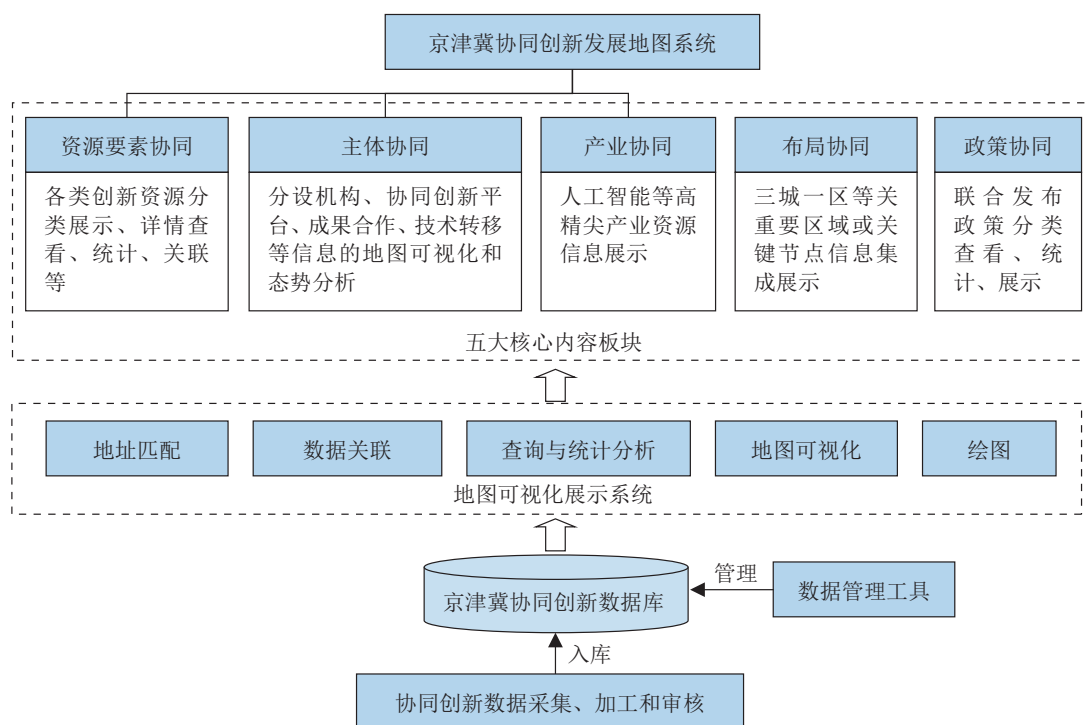 京津冀协同创新发展地图系统
资源要素协同
各类创新资源分
类展示、详情查
看、统计、关联
等
主体协同
分设机构、协同创新平
台、成果合作、技术转移
等信息的地图可视化和
态势分析
产业协同
人工智能等高
精尖产业资源
信息展示
布局协同
三城一区等关
重要区域或关
键节点信息集
成展示
政策协同
联合发布
政策分类
查看、统
计、展示
五大核心内容板块
地址匹配
数据关联
查询与统计分析
地图可视化
绘图
地图可视化展示系统
京津冀协同创新数据库
管理
数据管理工具
入库
协同创新数据采集、加工和审核